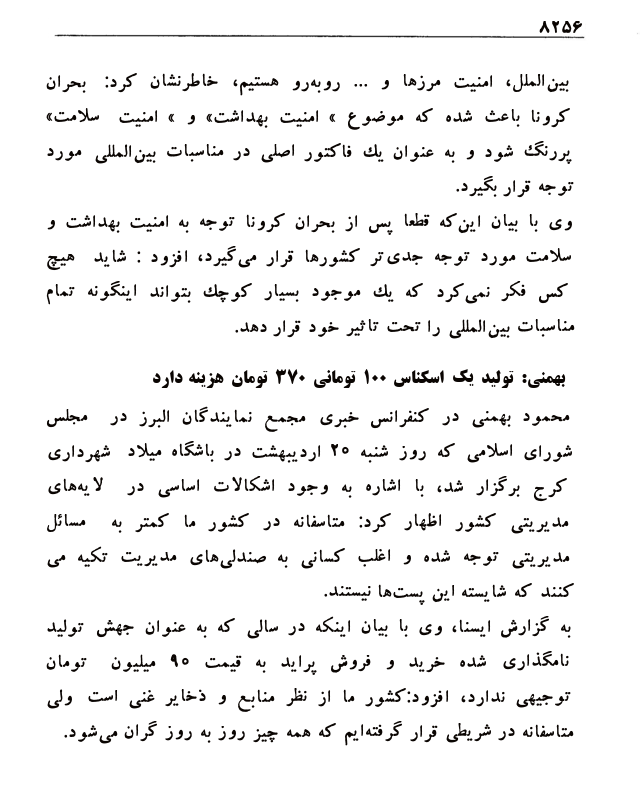 ۸۲۵۶
بین‌الملل، امنیت مرزها و ... روبه‌رو هستیم، خاطرنشان کرد: بحران
کرونا باعث شده که موضوع » امنیت بهداشت» و » امنیت سلامت»
پررنگ شود و به عنوان یك فاکتور اصلی در مناسبات بین‌المللی مورد
توجه قرار بگیرد.
وی با بیان این‌که قطعا پس از بحران کرونا توجه به امنیت بهداشت و
سلامت مورد توجه جدی‌تر کشورها قرار می‌گیرد، افزود : شاید هیچ
کس فکر نمی‌کرد که یك موجود بسیار کوچك بتواند اینگونه تمام
مناسبات بین‌المللی را تحت تاثیر خود قرار دهد.
بهمنی: تولید یک اسکناس ۱۰۰ تومانی ۳۷۰ تومان هزینه دارد
محمود بهمنی در کنفرانس خبری مجمع نمایندگان البرز در مجلس
شورای اسلامی که روز شنبه ۲۰ اردیبهشت در باشگاه میلاد شهرداری
کرج برگزار شد، با اشاره به وجود اشکالات اساسی در لایه‌های
مدیریتی کشور اظهار کرد: متاسفانه در کشور ما کمتر به مسائل
مدیریتی توجه شده و اغلب کسانی به صندلی‌های مدیریت تکیه می
کنند که شایسته این پست‌ها نیستند.
به گزارش ایسنا، وی با بیان اینکه در سالی که به عنوان جهش تولید
نامگذاری شده خرید و فروش پراید به قیمت ۹۰ میلیون تومان
توجیهی ندارد، افزود:کشور ما از نظر منابع و ذخایر غنی است ولی
متاسفانه در شریطی قرار گرفته‌ایم که همه چیز روز به روز گران می‌شود.